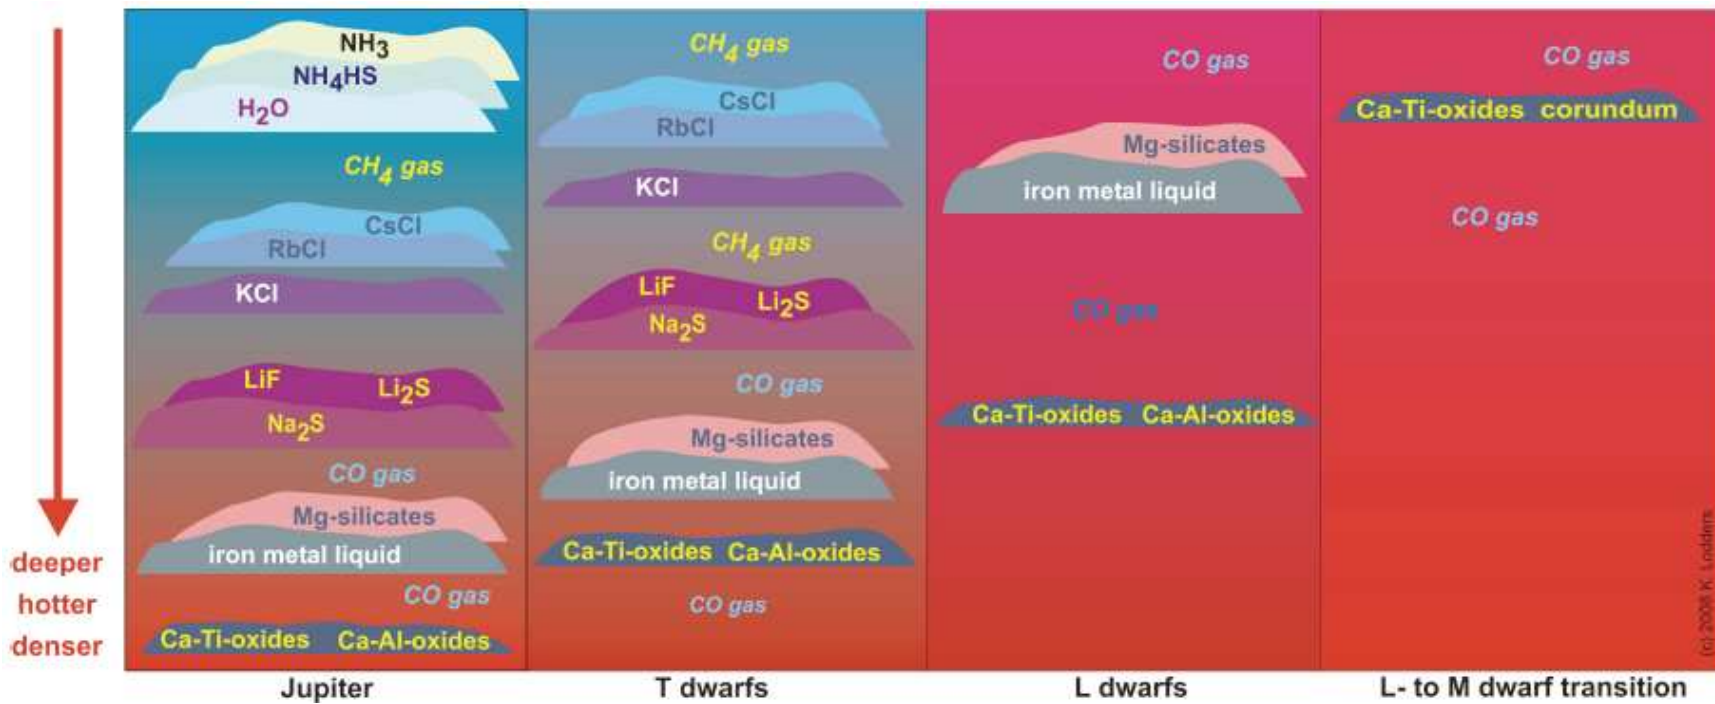 NH3
NH4HS
H2O
CH4 gas
CsCl
RbCl
KCl
LiF
Li2S
Na2S
CO gas
Mg-silicates
iron metal liquid
CO gas
Ca-Ti-oxides Ca-Al-oxides
Jupiter
CH4 gas
CsCl
RbCl
KCl
CH4 gas
LiF
Li2S
Na2S
CO gas
Mg-silicates
iron metal liquid
Ca-Ti-oxides Ca-Al-oxides
CO gas
T dwarfs
CO gas
Mg-silicates
iron metal liquid
CO gas
Ca-Ti-oxides Ca-Al-oxides
L dwarfs
CO gas
Ca-Ti-oxides corundum
CO gas
L- to M dwarf transition
deeper
hotter
denser
(c) 2008 K. Lodders